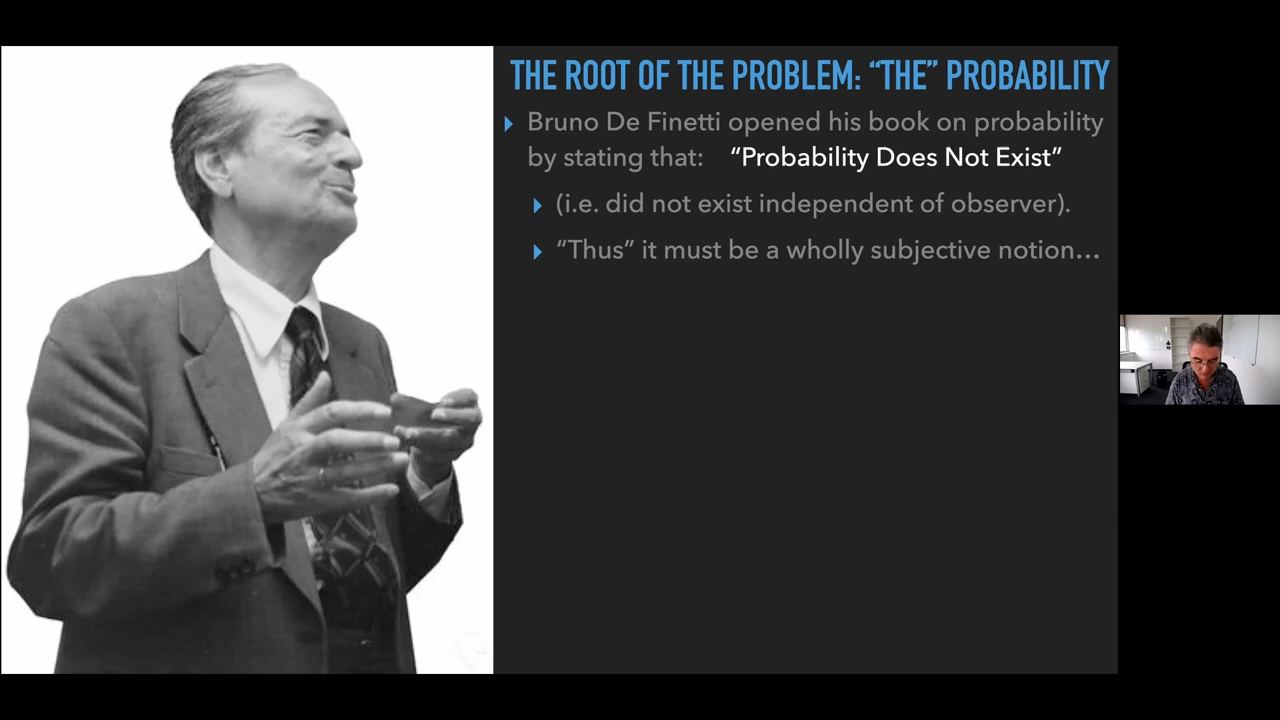 THE ROOT OF THE PROBLEM: “THE” PROBABILITY
Bruno De Finetti opened his book on probability
by stating that: “Probability Does Not Exist”
(i.e. did not exist independent of observer).
“Thus” it must be a wholly subjective notion…